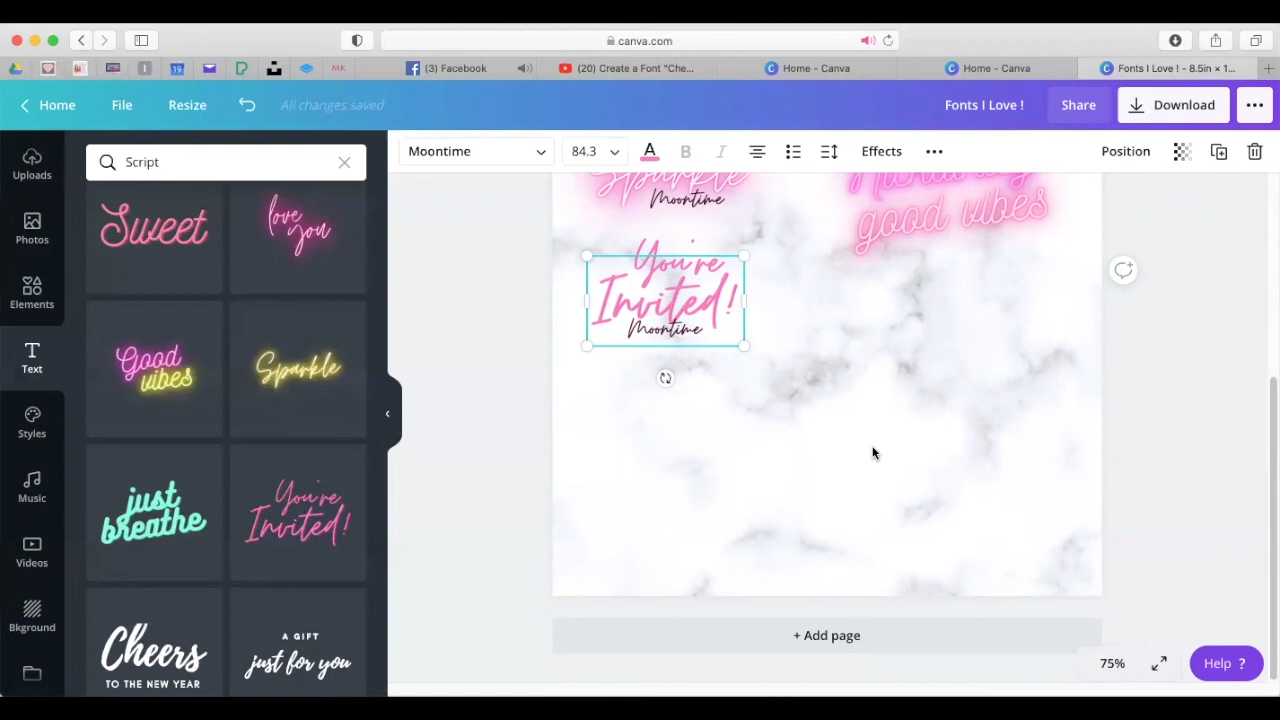 canva.com
19
MK
(3) Facebook
(20) Create a Font "Che...
Home - Canva
Home - Canva
Fonts I Love ! - 8.5in × 1...
Home
File
Resize
All changes saved
Fonts I Love !
Share
Download
Uploads
Photos
Elements
Text
Styles
Music
Videos
Bkground
Script
Sweet
love
you
Good
vibes
Sparkle
just
breathe
You're
Invited!
Cheers
TO THE NEW YEAR
A GIFT
just for you
Moontime
84.3
A
B
I
Effects
Position
Sparkle
Moontime
good vibes
You're
Invited!
Moontime
+ Add page
75%
Help ?